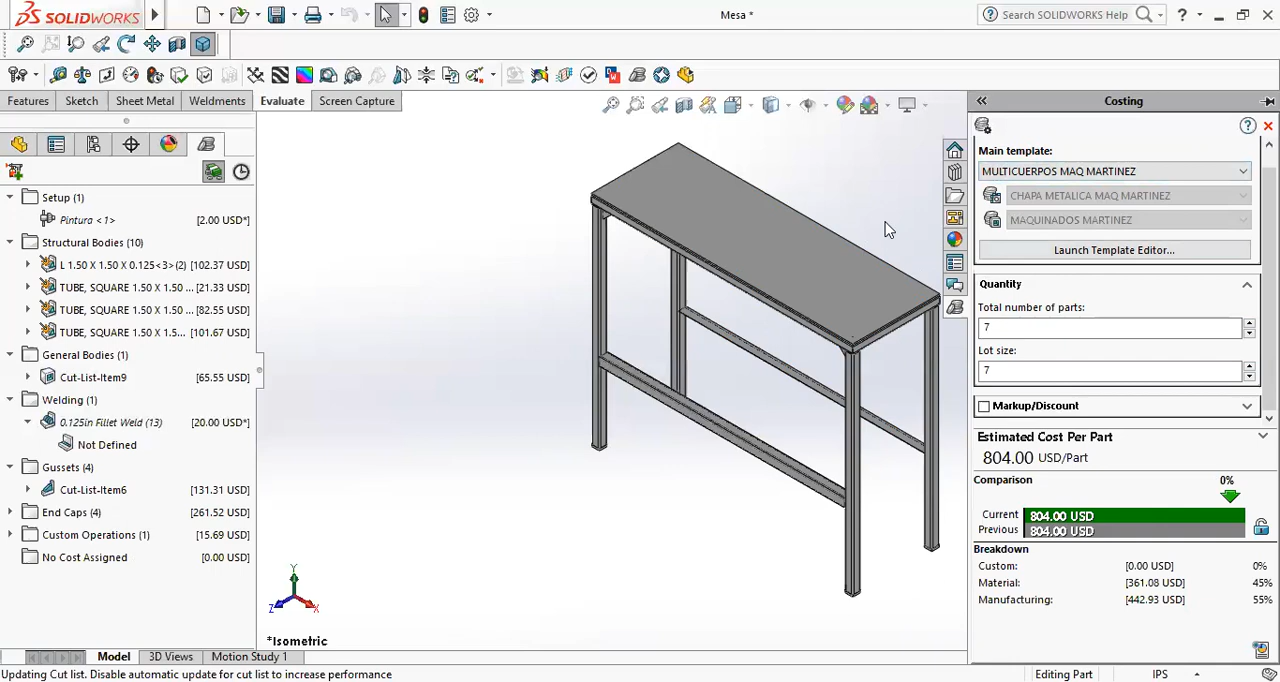 SOLIDWORKS
Mesa *
Search SOLIDWORKS Help
?
Features
Sketch
Sheet Metal
Weldments
Evaluate
Screen Capture
Costing
Setup (1)
Pintura <1>
[2.00 USD*]
Structural Bodies (10)
L 1.50 X 1.50 X 0.125<3>(2) [102.37 USD]
TUBE, SQUARE 1.50 X 1.50 ... [21.33 USD]
TUBE, SQUARE 1.50 X 1.50 ... [82.55 USD]
TUBE, SQUARE 1.50 X 1.5... [101.67 USD]
General Bodies (1)
Cut-List-Item9
[65.55 USD]
Welding (1)
0.125in Fillet Weld (13)
[20.00 USD*]
Not Defined
Gussets (4)
Cut-List-Item6
[131.31 USD]
End Caps (4)
[261.52 USD]
Custom Operations (1)
[15.69 USD]
No Cost Assigned
[0.00 USD]
Y
Z
X
*Isometric
Main template:
MULTICUERPOS MAQ MARTINEZ
CHAPA METALICA MAQ MARTINEZ
MAQUINADOS MARTINEZ
Launch Template Editor...
Quantity
Total number of parts:
7
Lot size:
7
Markup/Discount
Estimated Cost Per Part
804.00 USD/Part
Comparison
0%
Current
804.00 USD
Previous
804.00 USD
Breakdown
Custom:
[0.00 USD]
0%
Material:
[361.08 USD]
45%
Manufacturing:
[442.93 USD]
55%
Model
3D Views
Motion Study 1
Updating Cut list. Disable automatic update for cut list to increase performance
Editing Part
IPS